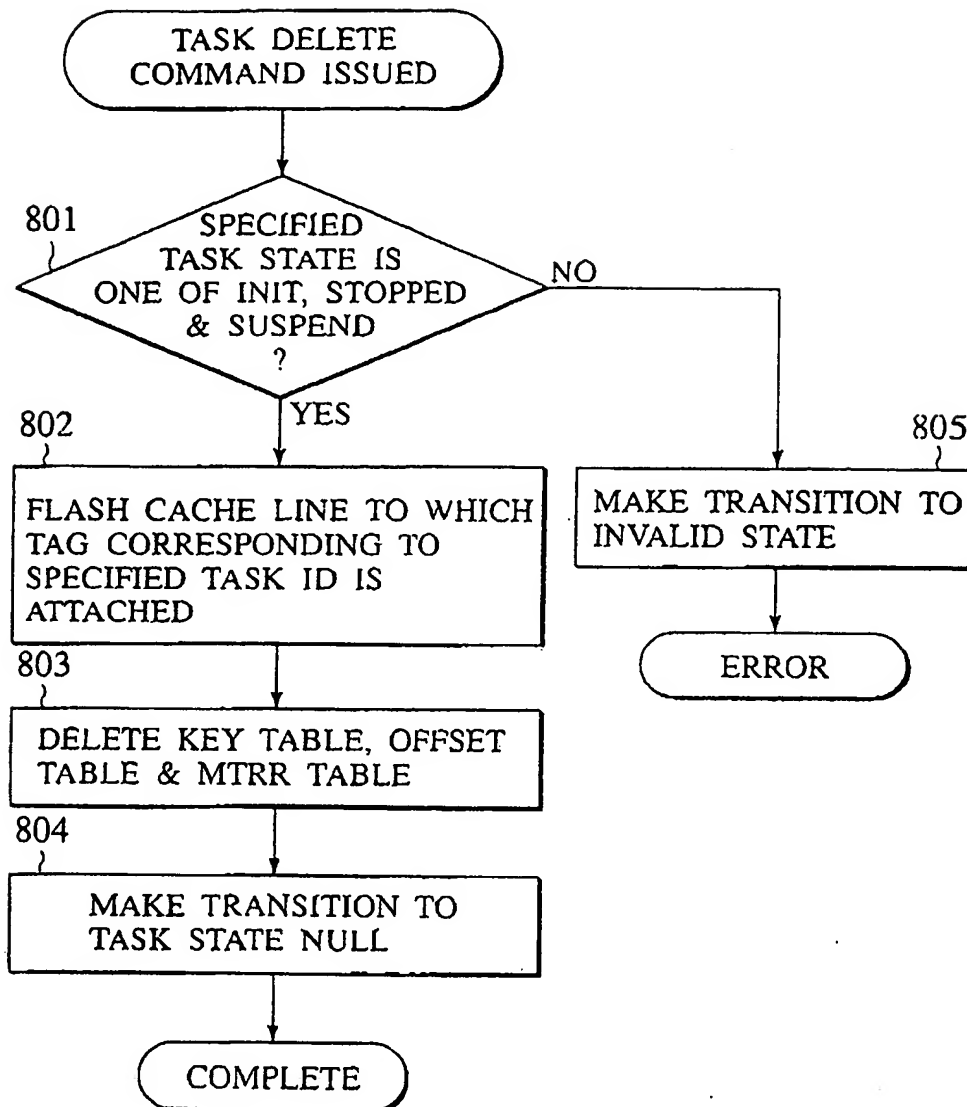 TASK DELETE
COMMAND ISSUED
801
SPECIFIED
TASK STATE IS
ONE OF INIT, STOPPED
& SUSPEND
?
NO
YES
802
FLASH CACHE LINE TO WHICH
TAG CORRESPONDING TO
SPECIFIED TASK ID IS
ATTACHED
805
MAKE TRANSITION TO
INVALID STATE
ERROR
803
DELETE KEY TABLE, OFFSET
TABLE & MTRR TABLE
804
MAKE TRANSITION TO
TASK STATE NULL
COMPLETE